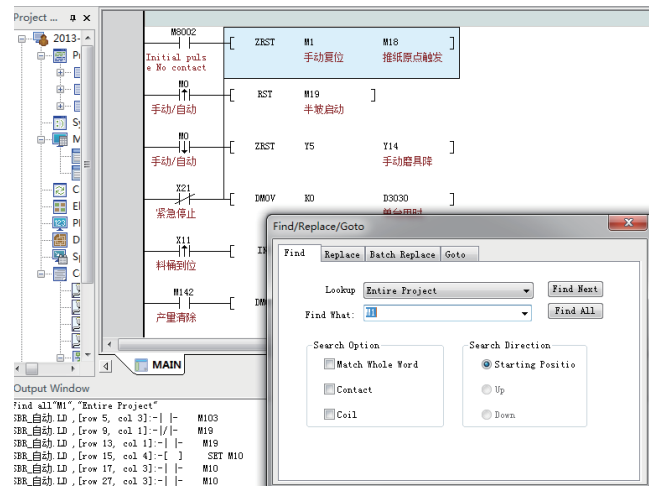 Project ...
2013-
M8002
ZRST M1 M18
Initial puls
e No contact
手动复位 推纸原点触发
M0
RST M19
手动/自动
半坡启动
M0
ZRST Y5 Y14
手动/自动
手动磨具降
X21
DMOV K0 D3030
紧急停止
X11
料桶到位
M142
产量清除
MAIN
Find/Replace/Goto
Find Replace Batch Replace Goto
Lookup Entire Project Find Next
Find What: M1 Find All
Search Option Search Direction
Match Whole Word Starting Positio
Contact Up
Coil Down
Output Window
Find all"M1","Entire Project"
SBR_自动.LD ,[row 5, col 3]:-| |- M103
SBR_自动.LD ,[row 9, col 1]:-|/|- M19
SBR_自动.LD ,[row 13, col 1]:-| |- M19
SBR_自动.LD ,[row 15, col 4]:-[ ] SET M10
SBR_自动.LD ,[row 17, col 3]:-| |- M10
SBR_自动.LD ,[row 27, col 3]:-| |- M10